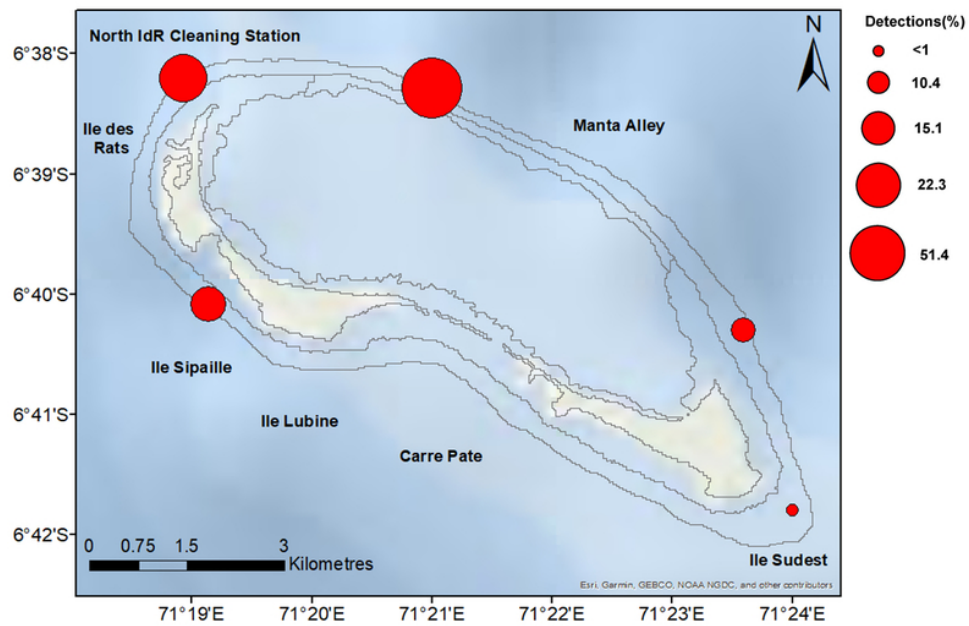 North IdR Cleaning Station
N
Detections(%)
<1
10.4
15.1
22.3
51.4
6°38'S
6°39'S
6°40'S
6°41'S
6°42'S
Ile des
Rats
Manta Alley
Ile Sipaille
Ile Lubine
Carre Pate
Ile Sudest
0 0.75 1.5 3
Kilometres
Esri, Garmin, GEBCO, NOAA NGDC, and other contributors
71°19'E 71°20'E 71°21'E 71°22'E 71°23'E 71°24'E